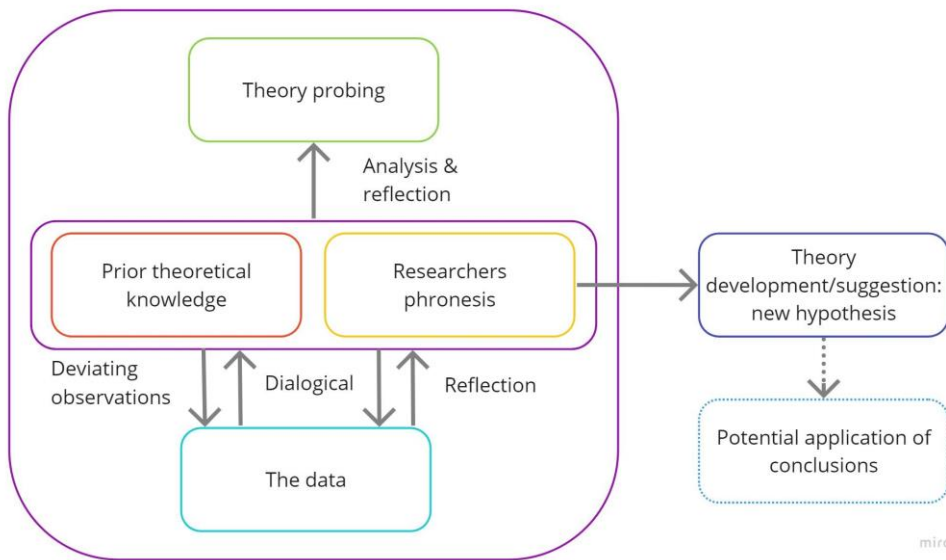 Theory probing
Analysis &
reflection
Prior theoretical
knowledge
Researchers
phronesis
Theory
development/suggestion:
new hypothesis
Deviating
observations
Dialogical
Reflection
The data
Potential application of
conclusions